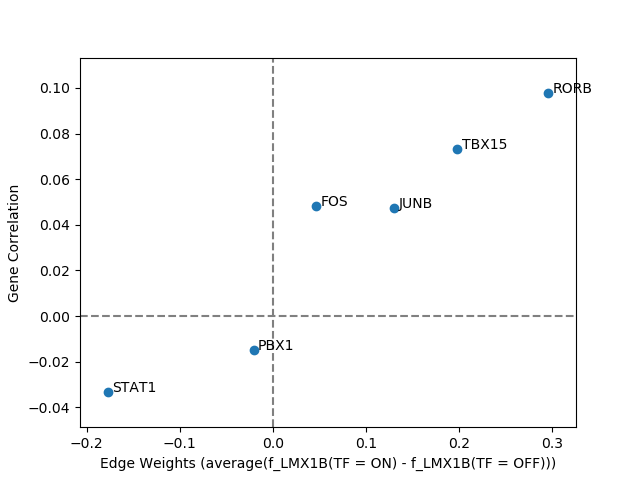 RORB
TBX15
FOS
JUNB
PBX1
STAT1
0.10
0.08
0.06
0.04
0.02
0.00
−0.02
−0.04
Gene Correlation
−0.2
−0.1
0.0
0.1
0.2
0.3
Edge Weights (average(f_LMX1B(TF = ON) - f_LMX1B(TF = OFF)))